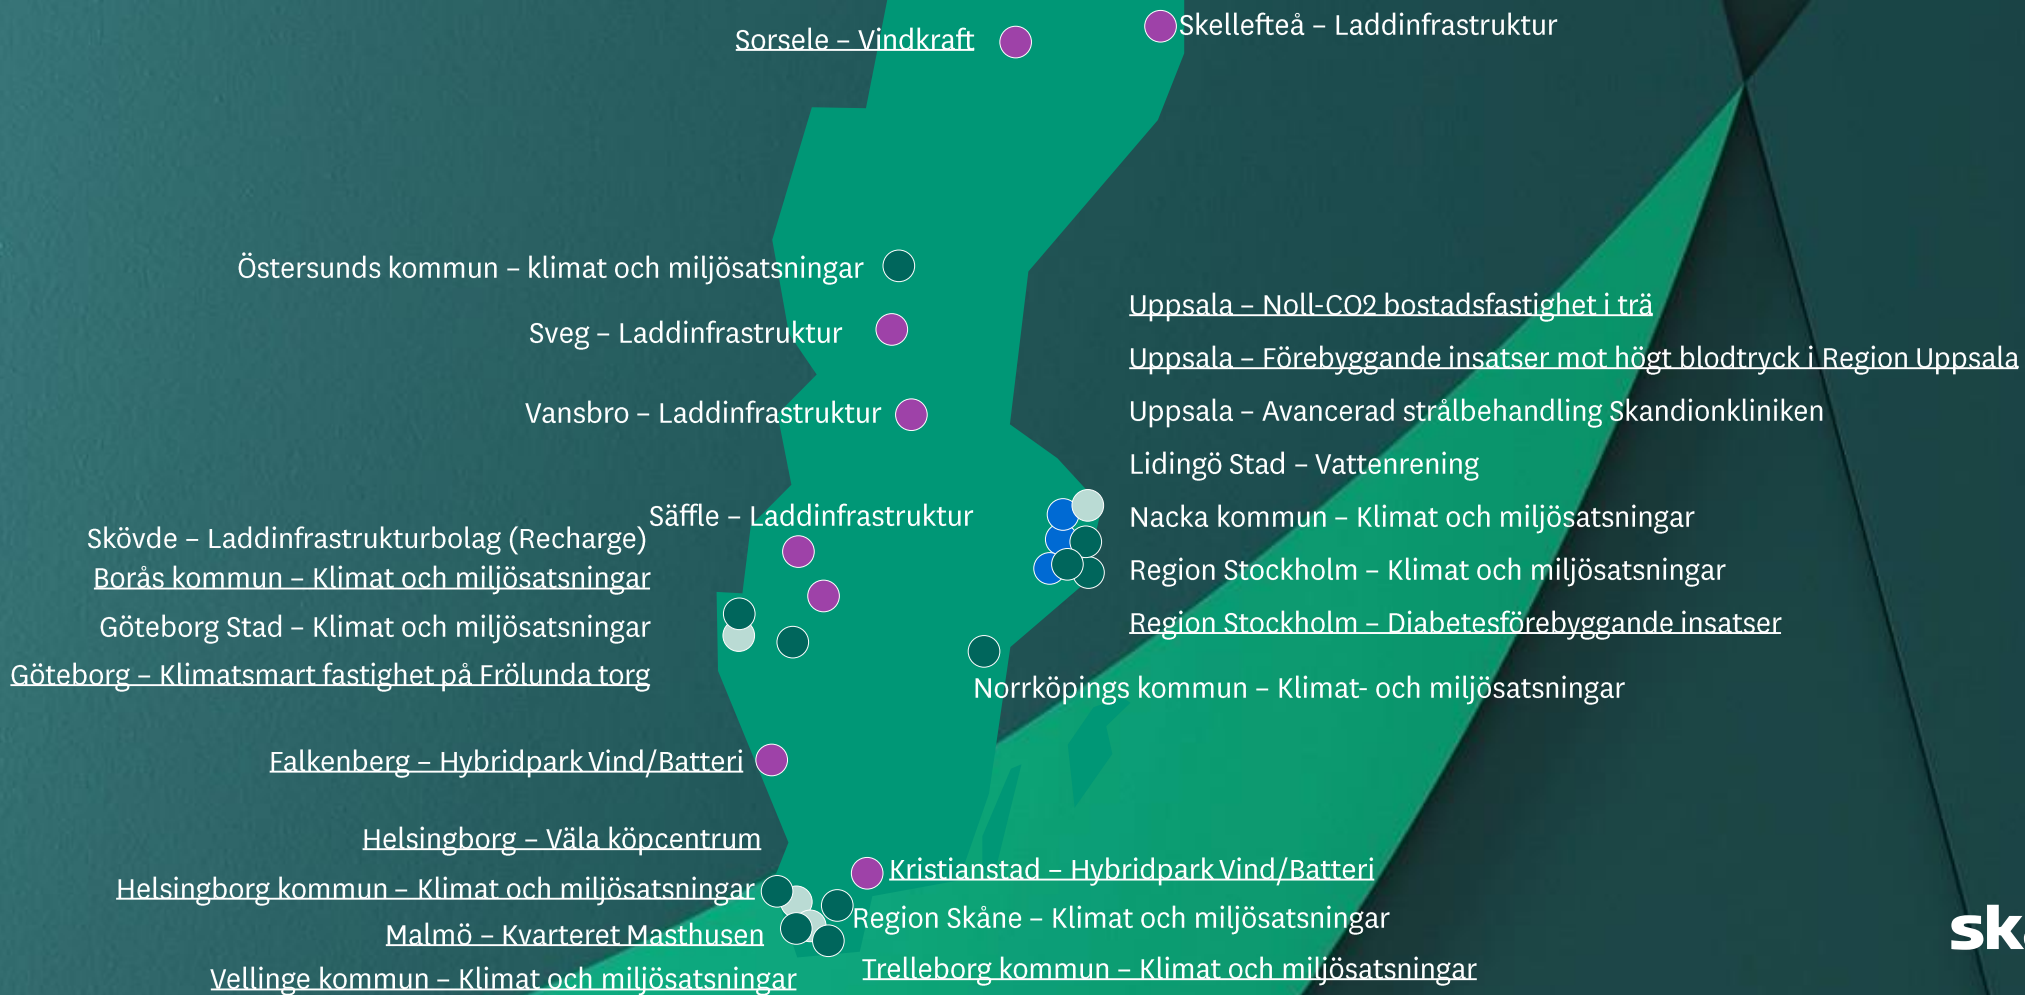 Sorsele – Vindkraft
Skellefteå – Laddinfrastruktur
Östersunds kommun – klimat och miljösatsningar
Sveg – Laddinfrastruktur
Vansbro – Laddinfrastruktur
Säffle – Laddinfrastruktur
Skövde – Laddinfrastrukturbolag (Recharge)
Borås kommun – Klimat och miljösatsningar
Göteborg Stad – Klimat och miljösatsningar
Göteborg – Klimatsmart fastighet på Frölunda torg
Falkenberg – Hybridpark Vind/Batteri
Helsingborg – Väla köpcentrum
Helsingborg kommun – Klimat och miljösatsningar
Malmö – Kvarteret Masthusen
Vellinge kommun – Klimat och miljösatsningar
Uppsala – Noll-CO2 bostadsfastighet i trä
Uppsala – Förebyggande insatser mot högt blodtryck i Region Uppsala
Uppsala – Avancerad strålbehandling Skandionkliniken
Lidingö Stad – Vattenrening
Nacka kommun – Klimat och miljösatsningar
Region Stockholm – Klimat och miljösatsningar
Region Stockholm – Diabetesförebyggande insatser
Norrköpings kommun – Klimat- och miljösatsningar
Kristianstad – Hybridpark Vind/Batteri
Region Skåne – Klimat och miljösatsningar
Trelleborg kommun – Klimat och miljösatsningar